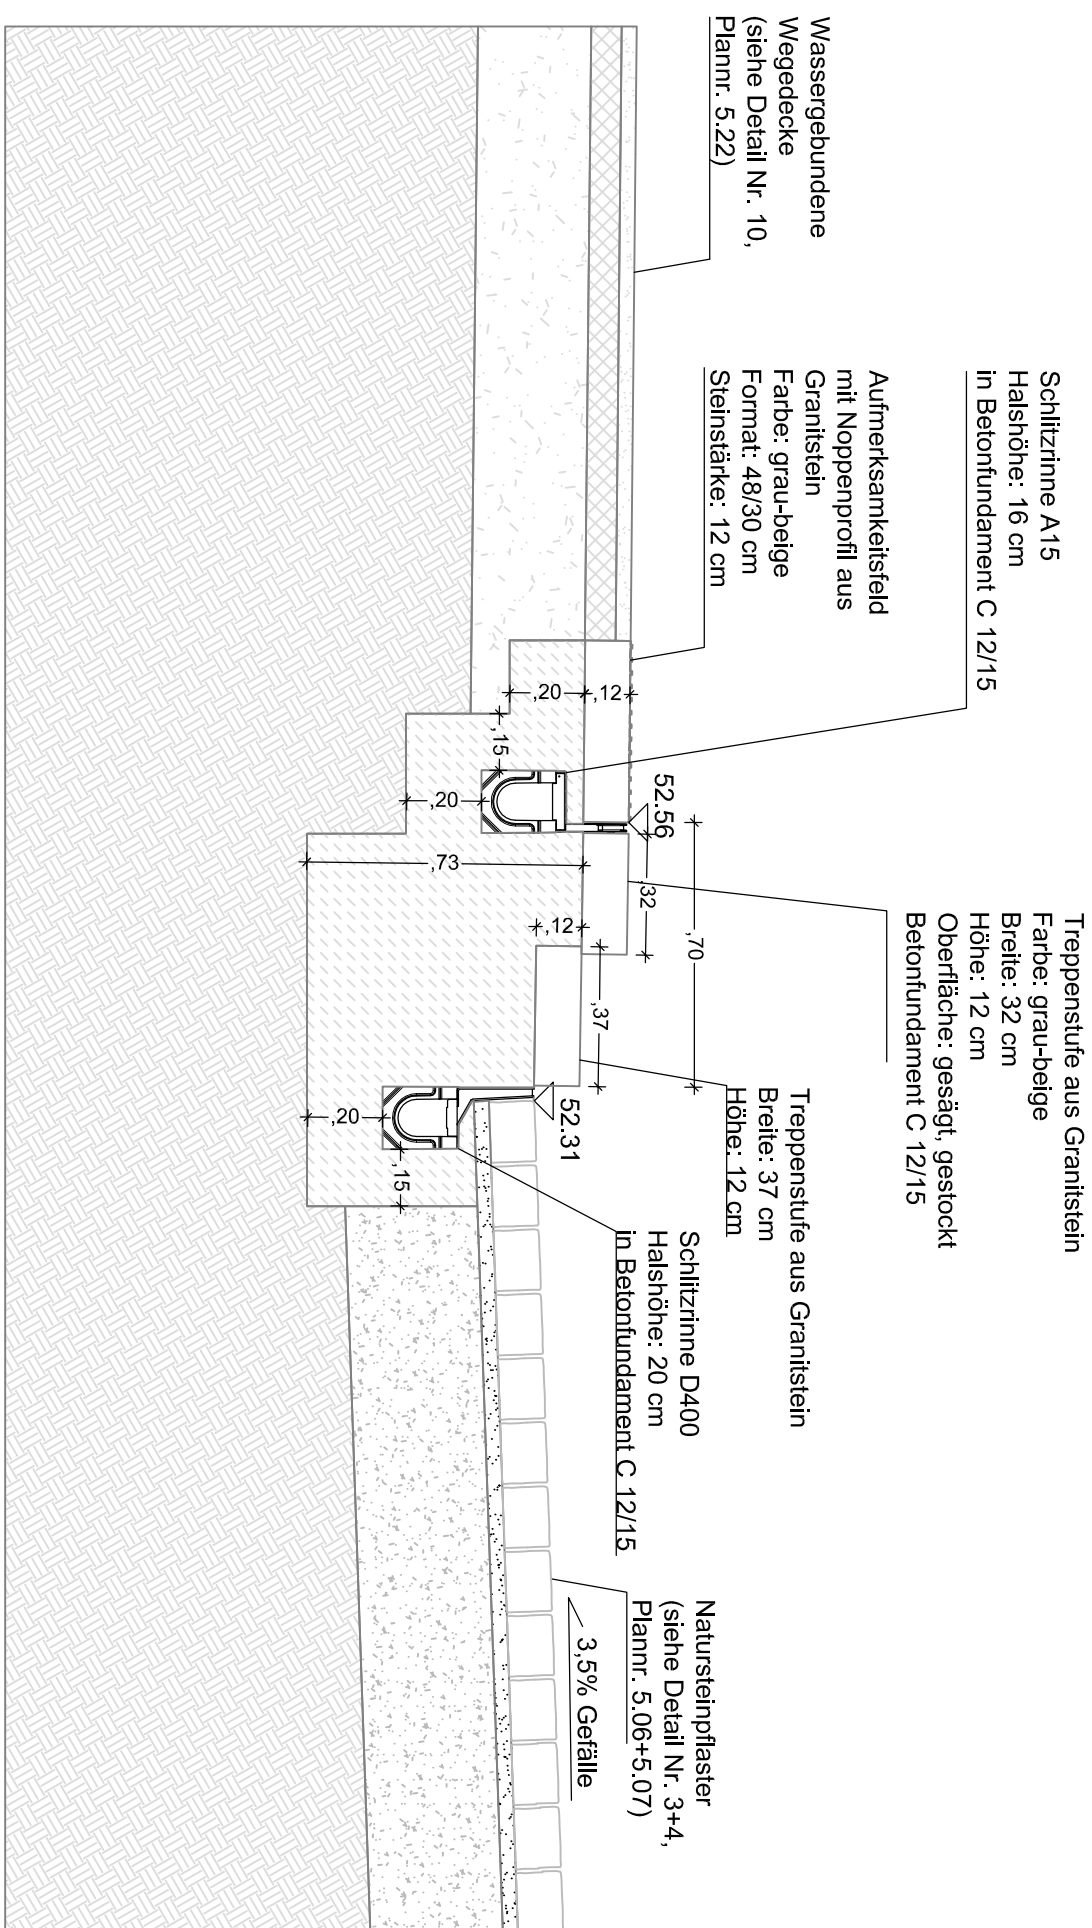 Wassergebundene
Wegedecke
(siehe Detail Nr. 10,
Plannr. 5.22)
Schlitzrinne A15
Halshöhe: 16 cm
in Betonfundament C 12/15
Aufmerksamkeitsfeld
mit Noppenprofil aus
Granitstein
Farbe: grau-beige
Format: 48/30 cm
Steinstärke: 12 cm
Treppenstufe aus Granitstein
Farbe: grau-beige
Breite: 32 cm
Höhe: 12 cm
Oberfläche: gesägt, gestockt
Betonfundament C 12/15
Treppenstufe aus Granitstein
Breite: 37 cm
Höhe: 12 cm
Schlitzrinne D400
Halshöhe: 20 cm
in Betonfundament C 12/15
Natursteinpflaster
(siehe Detail Nr. 3+4,
Plannr. 5.06+5.07)
3,5% Gefälle
52.56
,70
,32
,12
,20
,15
,20
,73
,12
,37
52.31
,20
,15